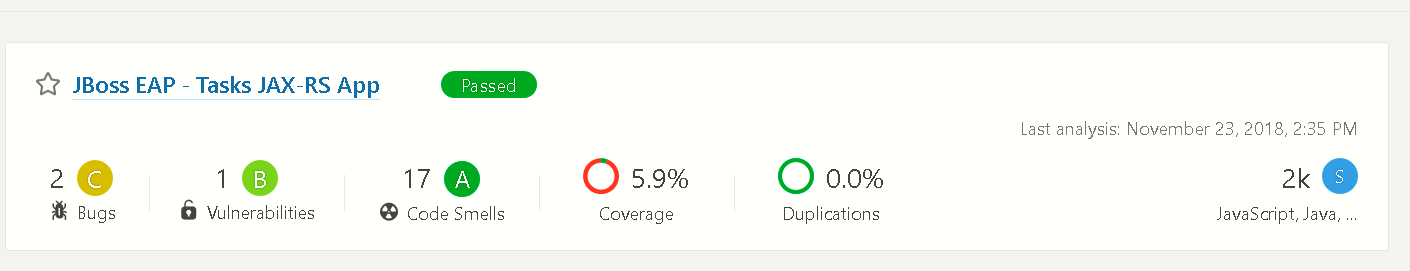 JBoss EAP - Tasks JAX-RS App Passed
Last analysis: November 23, 2018, 2:35 PM
2 C 1 B 17 A 5.9% 0.0% 2k S
Bugs Vulnerabilities Code Smells Coverage Duplications JavaScript, Java, ...